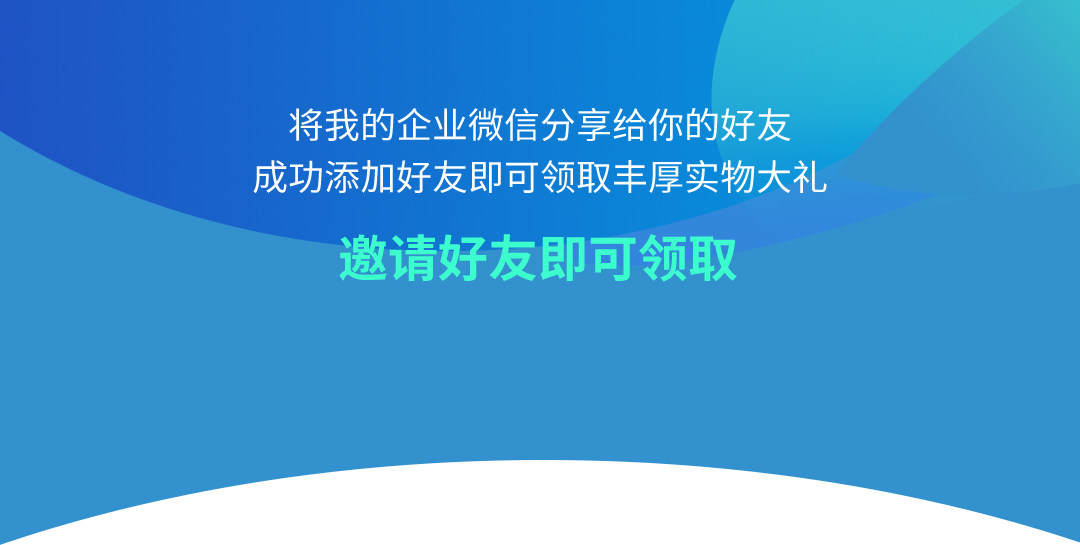 将我的企业微信分享给你的好友
成功添加好友即可领取丰厚实物大礼
邀请好友即可领取